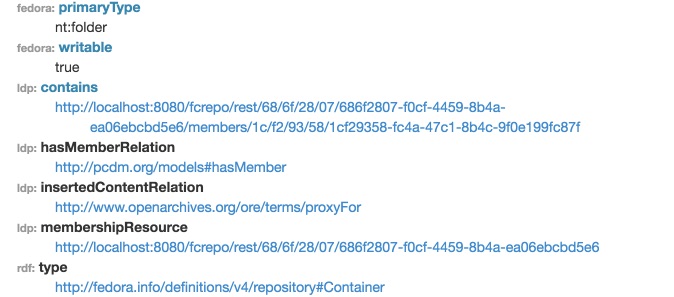 fedora: primaryType
nt:folder
fedora: writable
true
ldp: contains
http://localhost:8080/fcrepo/rest/68/6f/28/07/686f2807-f0cf-4459-8b4a-
ea06ebcbd5e6/members/1c/f2/93/58/1cf29358-fc4a-47c1-8b4c-9f0e199fc87f
ldp: hasMemberRelation
http://pcdm.org/models#hasMember
ldp: insertedContentRelation
http://www.openarchives.org/ore/terms/proxyFor
ldp: membershipResource
http://localhost:8080/fcrepo/rest/68/6f/28/07/686f2807-f0cf-4459-8b4a-ea06ebcbd5e6
rdf: type
http://fedora.info/definitions/v4/repository#Container